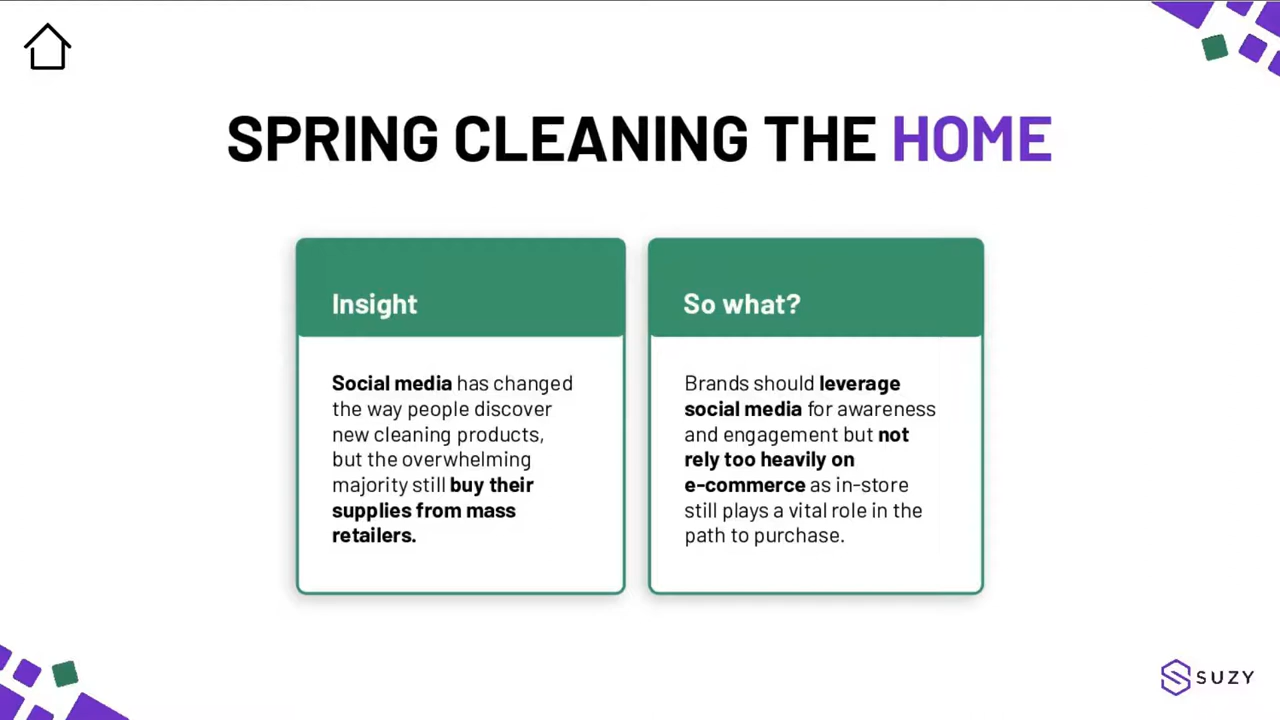 SPRING CLEANING THE HOME
Insight
Social media has changed
the way people discover
new cleaning products,
but the overwhelming
majority still buy their
supplies from mass
retailers.
So what?
Brands should leverage
social media for awareness
and engagement but not
rely too heavily on
e-commerce as in-store
still plays a vital role in the
path to purchase.
SUZY